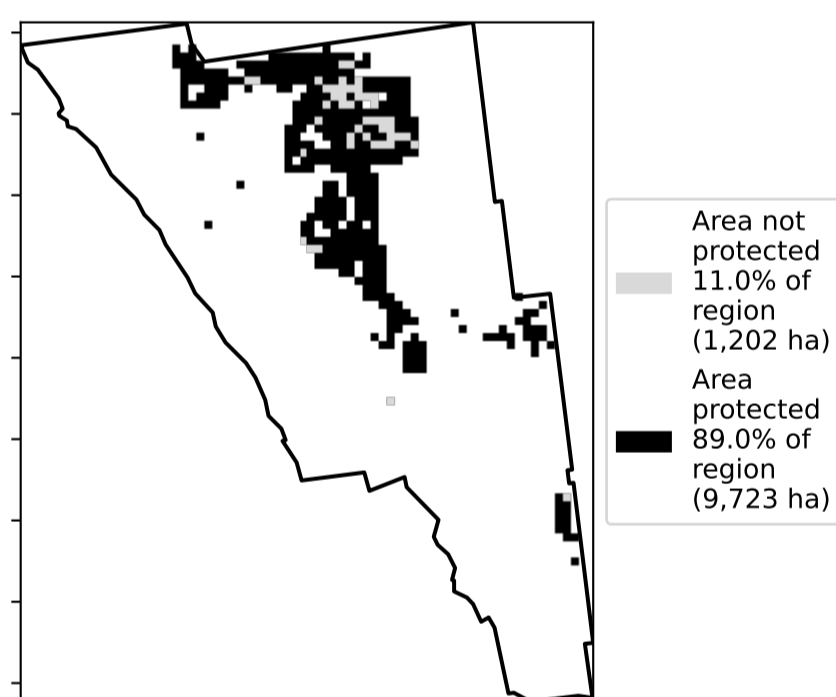 Area not
protected
11.0% of
region
(1,202 ha)
Area
protected
89.0% of
region
(9,723 ha)